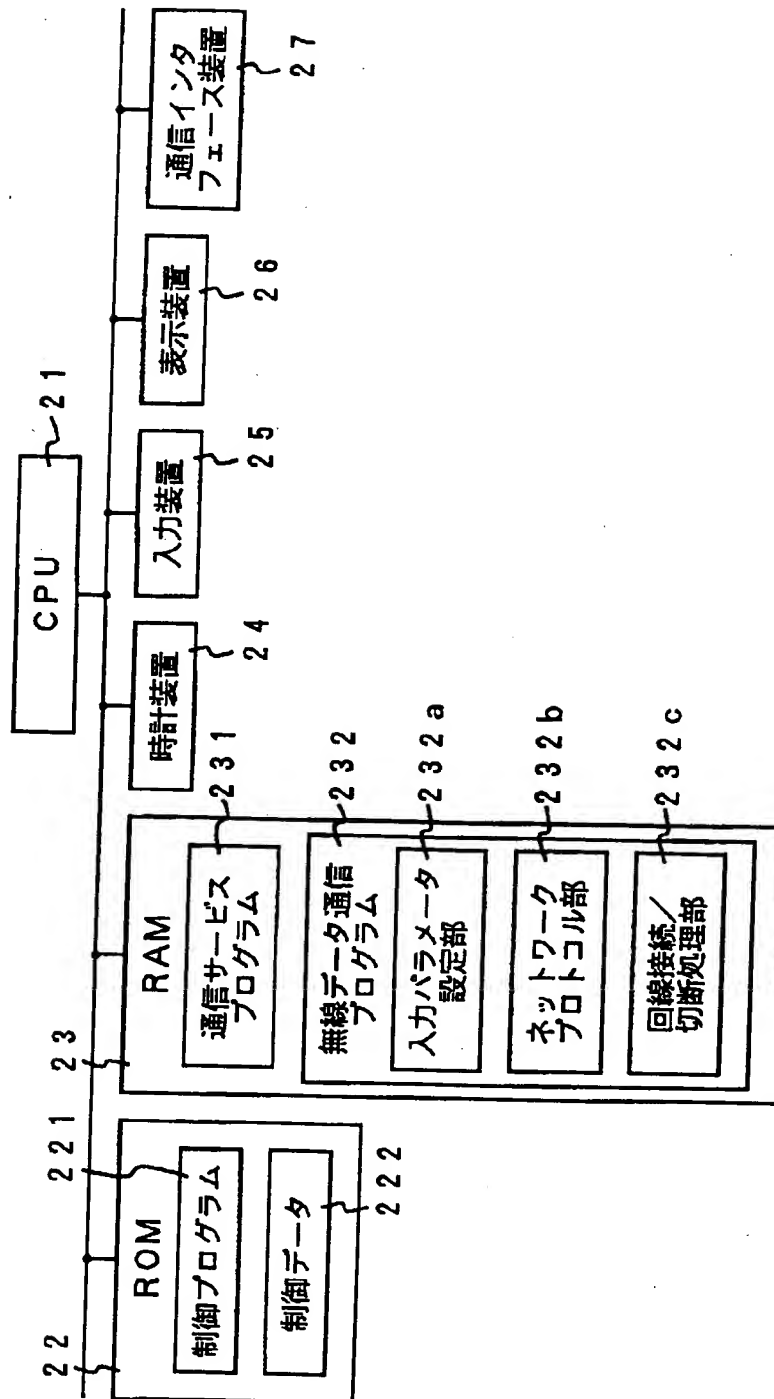 CPU
21
22
ROM
221
制御プログラム
制御データ
222
23
RAM
通信サービス
プログラム
231
無線データ通信
プログラム
232
入力パラメータ
設定部
232a
ネットワーク
プロトコル部
232b
回線接続／
切断処理部
232c
時計装置
24
入力装置
25
表示装置
26
通信インタ
フェース装置
27